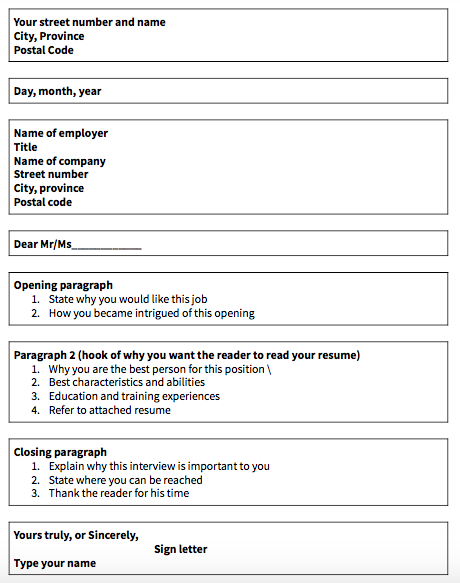 Your street number and name
City, Province
Postal Code
Day, month, year
Name of employer
Title
Name of company
Street number
City, province
Postal code
Dear Mr/Ms____________
Opening paragraph
1. State why you would like this job
2. How you became intrigued of this opening
Paragraph 2 (hook of why you want the reader to read your resume)
1. Why you are the best person for this position \
2. Best characteristics and abilities
3. Education and training experiences
4. Refer to attached resume
Closing paragraph
1. Explain why this interview is important to you
2. State where you can be reached
3. Thank the reader for his time
Yours truly, or Sincerely,
Sign letter
Type your name